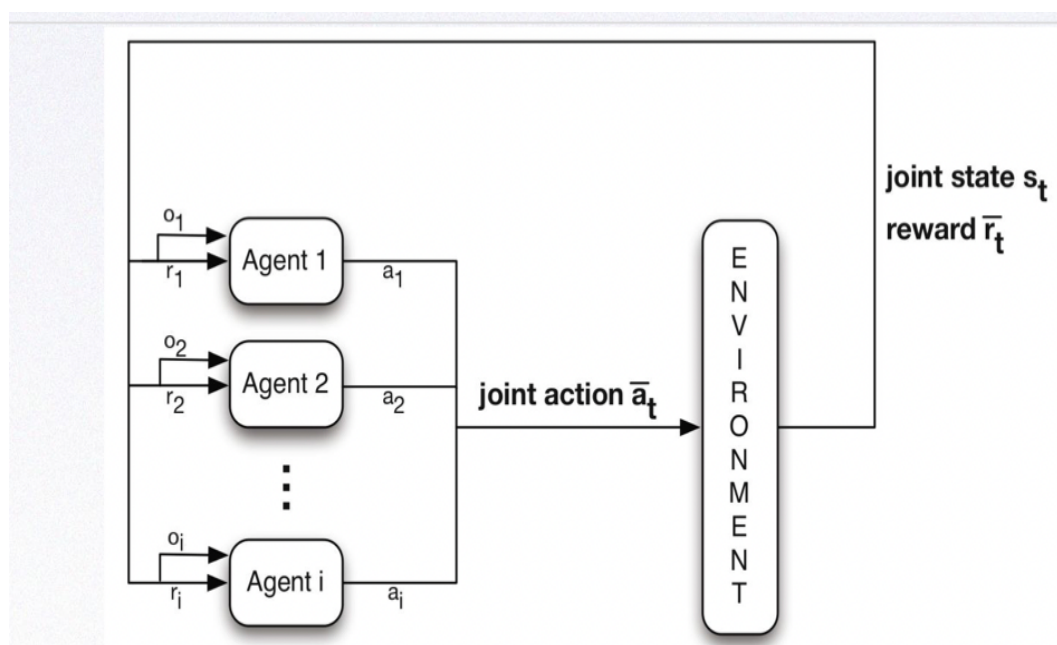 joint state sₜ
reward r̅ₜ
o₁
Agent 1
r₁
a₁
o₂
Agent 2
r₂
a₂
joint action a̅ₜ
⋮
oᵢ
Agent i
rᵢ
aᵢ
ENVIRONMENT